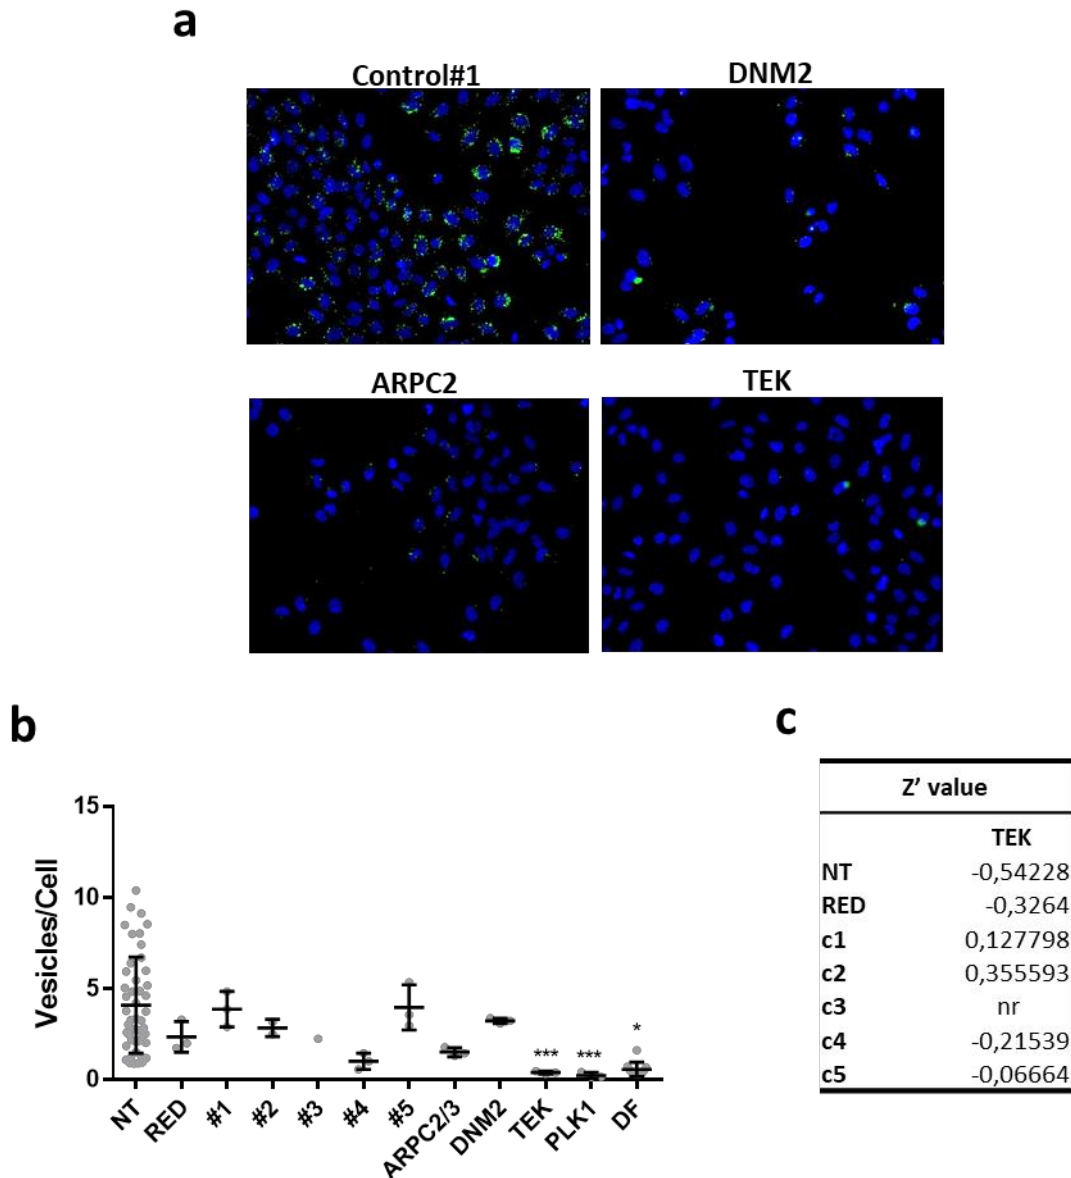 a
Control#1
DNM2
ARPC2
TEK
b
Vesicles/Cell
15
10
5
0
***
***
*
NT
RED
#1
#2
#3
#4
#5
ARPC2/3
DNM2
TEK
PLK1
DF
c
Z' value
TEK
NT -0,54228
RED -0,3264
c1 0,127798
c2 0,355593
c3 nr
c4 -0,21539
c5 -0,06664